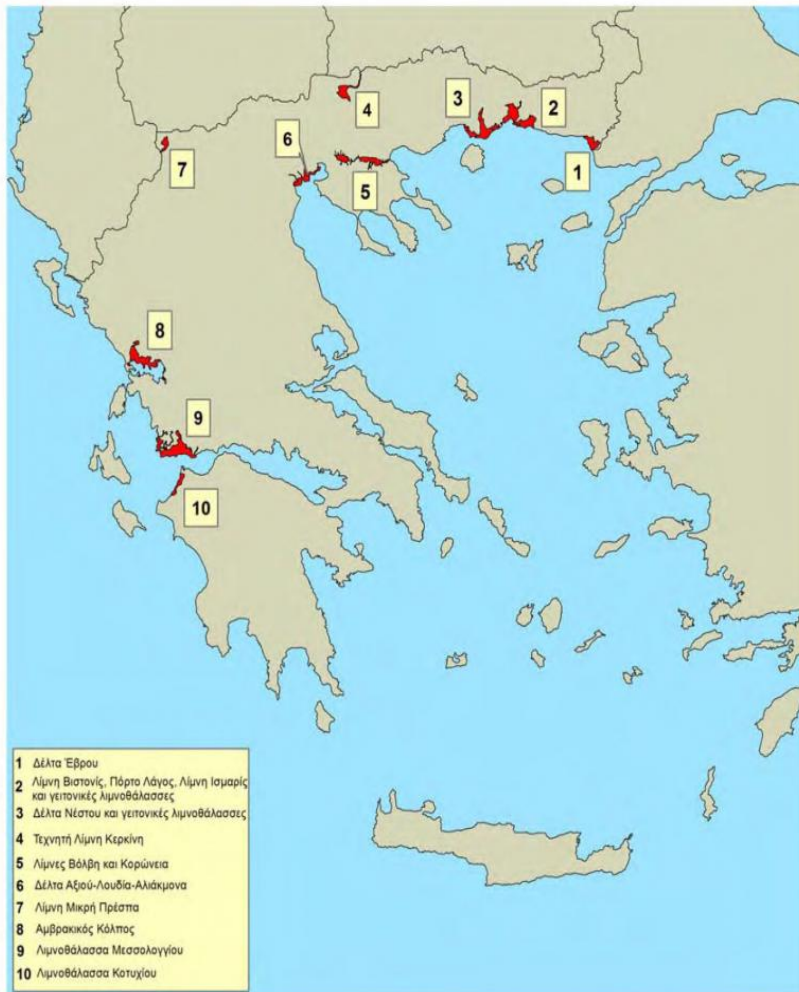 4
3
2
6
7
5
1
8
9
10
1 Δέλτα Έβρου
2 Λίμνη Βιστονίς, Πόρτο Λάγος, Λίμνη Ισμαρίς
και γειτονικές λιμνοθάλασσες
3 Δέλτα Νέστου και γειτονικές λιμνοθάλασσες
4 Τεχνητή Λίμνη Κερκίνη
5 Λίμνες Βόλβη και Κορώνεια
6 Δέλτα Αξιού-Λουδία-Αλιάκμονα
7 Λίμνη Μικρή Πρέσπα
8 Αμβρακικός Κόλπος
9 Λιμνοθάλασσα Μεσσολογγίου
10 Λιμνοθάλασσα Κοτυχίου